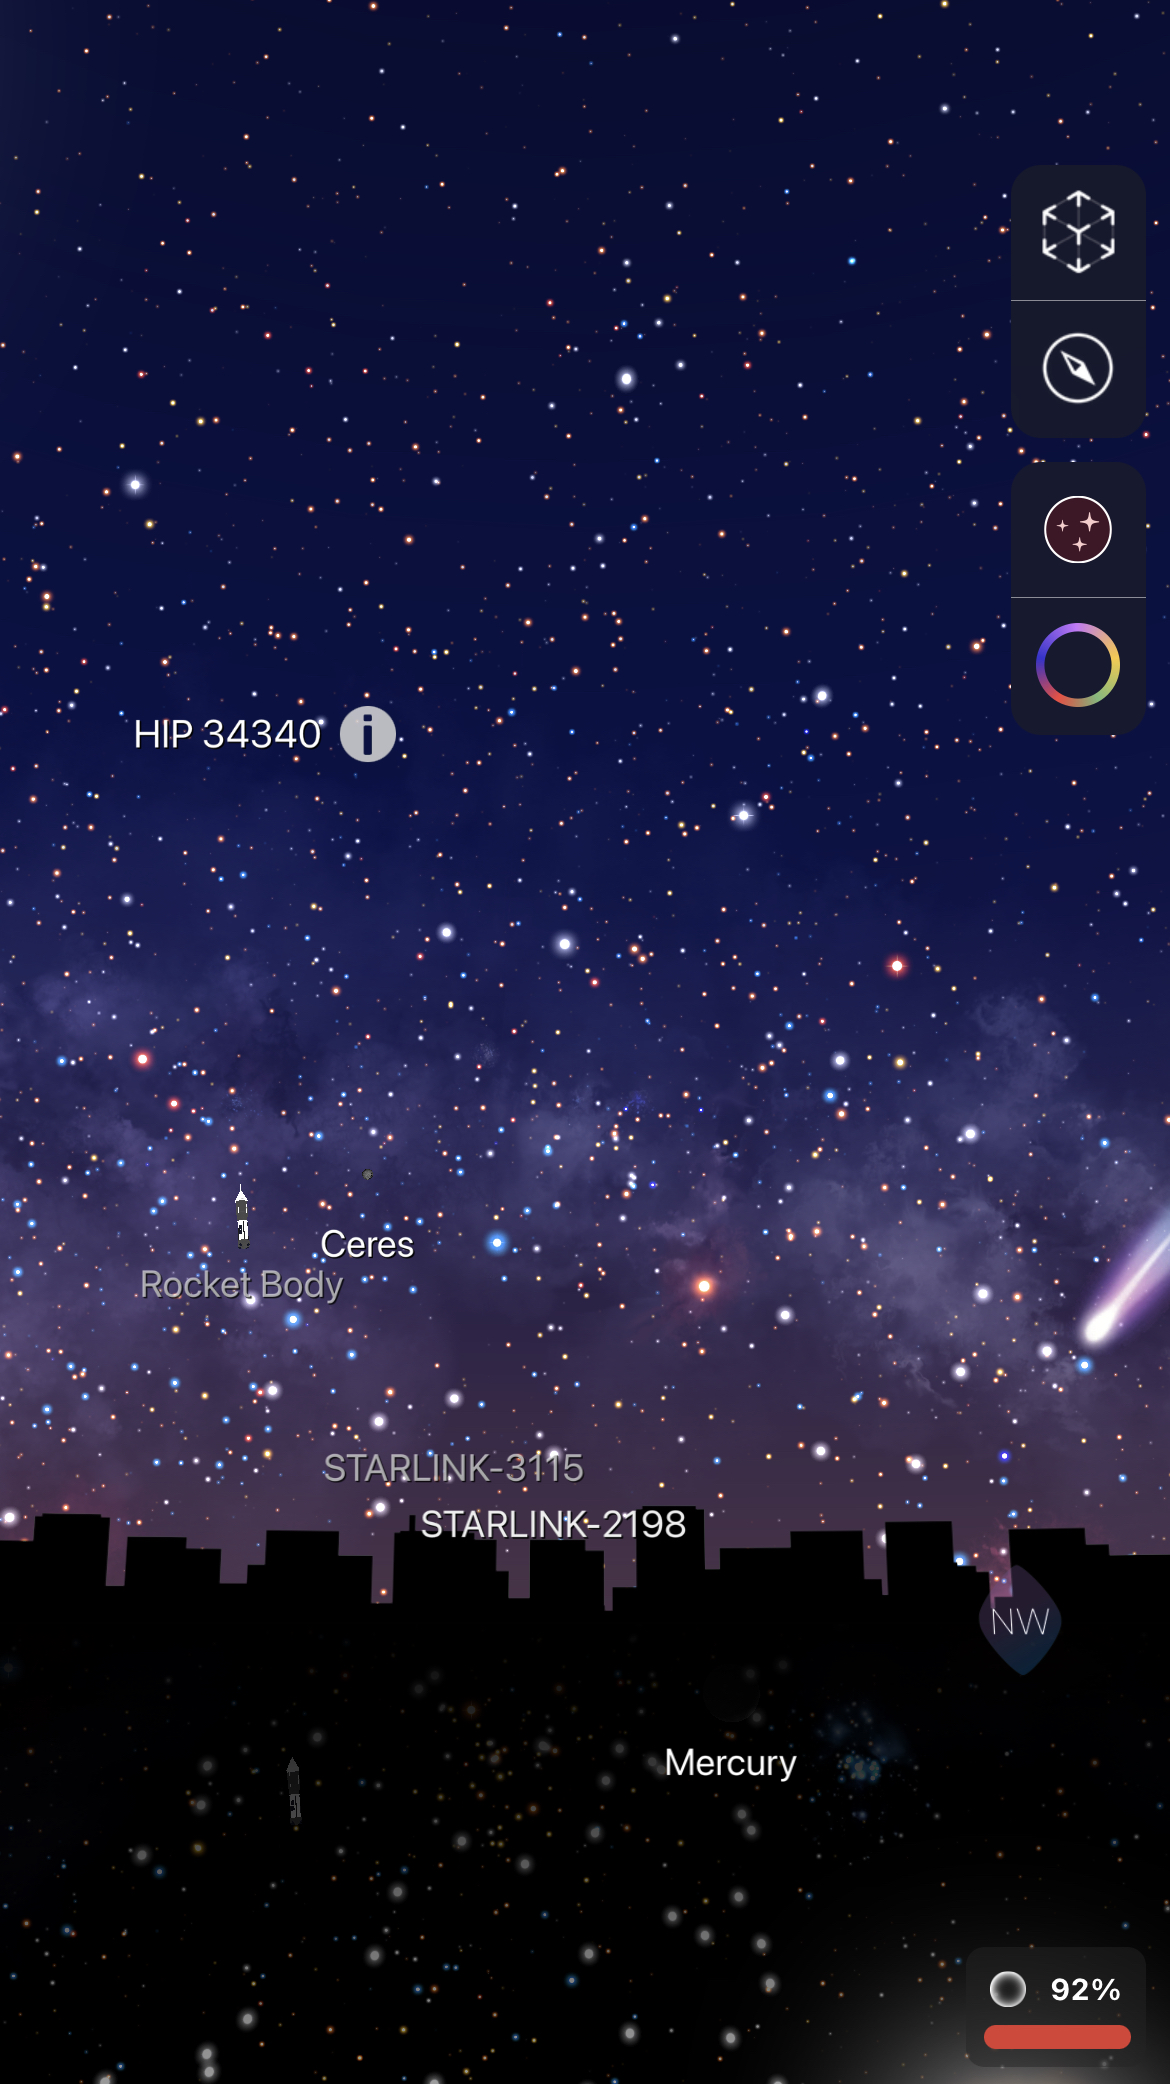 HIP 34340
Ceres
Rocket Body
STARLINK-3115
STARLINK-2198
NW
Mercury
92%